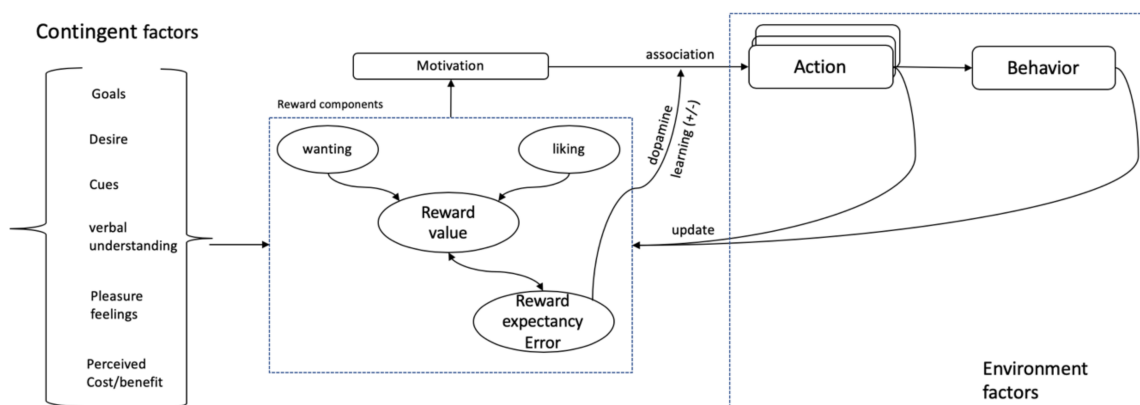 Contingent factors
Goals
Desire
Cues
verbal
understanding
Pleasure
feelings
Perceived
Cost/benefit
Motivation
Reward components
wanting
liking
Reward
value
Reward
expectancy
Error
dopamine
learning (+/-)
association
update
Action
Behavior
Environment
factors